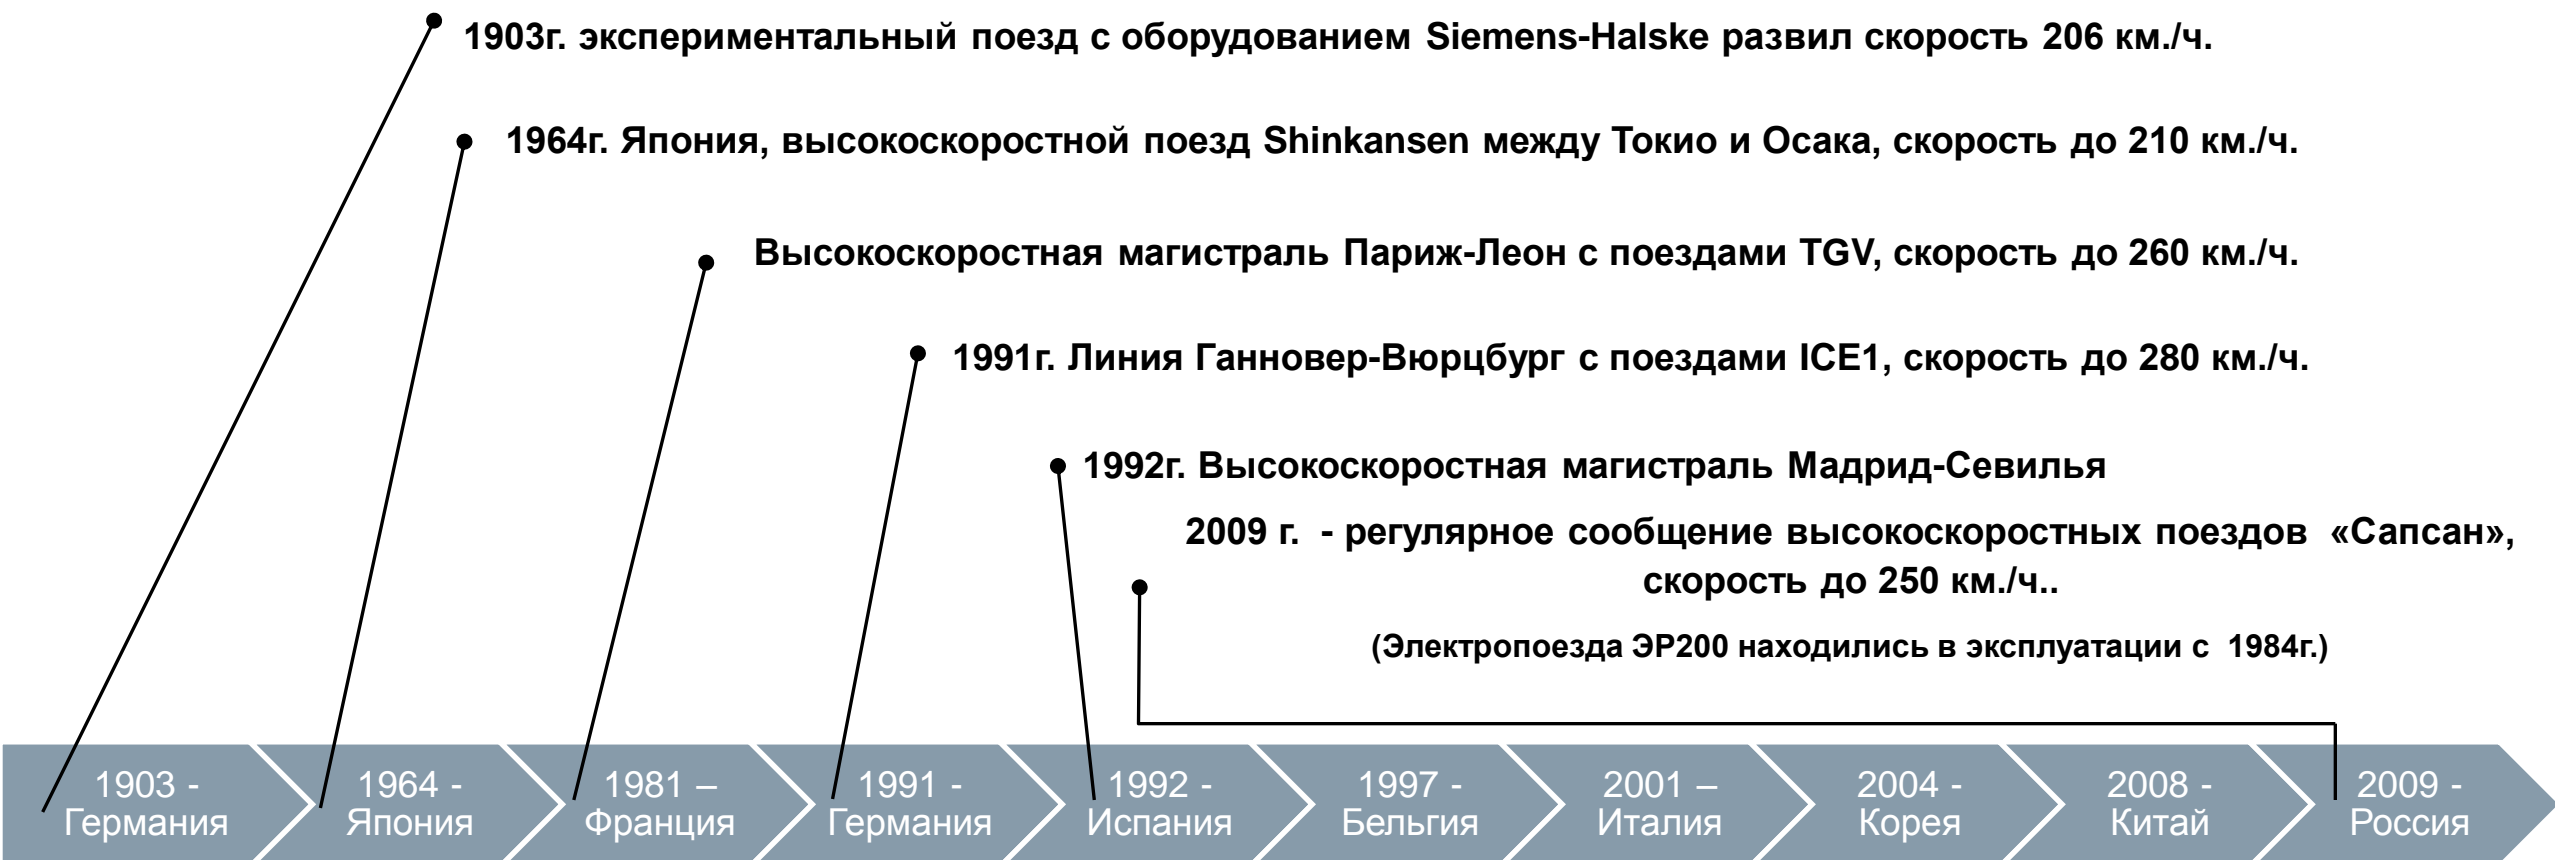 1903г. экспериментальный поезд с оборудованием Siemens-Halske развил скорость 206 км./ч.
1964г. Япония, высокоскоростной поезд Shinkansen между Токио и Осака, скорость до 210 км./ч.
Высокоскоростная магистраль Париж-Леон с поездами TGV, скорость до 260 км./ч.
1991г. Линия Ганновер-Вюрцбург с поездами ICE1, скорость до 280 км./ч.
1992г. Высокоскоростная магистраль Мадрид-Севилья
2009 г. - регулярное сообщение высокоскоростных поездов «Сапсан»,
скорость до 250 км./ч..
(Электропоезда ЭР200 находились в эксплуатации с 1984г.)
1903 -
Германия
1964 -
Япония
1981 –
Франция
1991 -
Германия
1992 -
Испания
1997 -
Бельгия
2001 –
Италия
2004 -
Корея
2008 -
Китай
2009 -
Россия